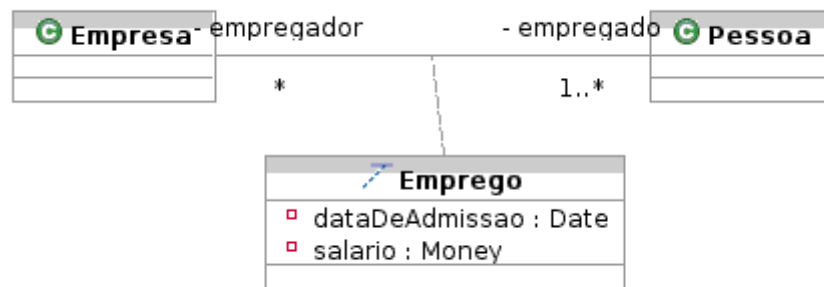 Empresa
- empregador
- empregado
Pessoa
*
1..*
Emprego
dataDeAdmissao : Date
salario : Money